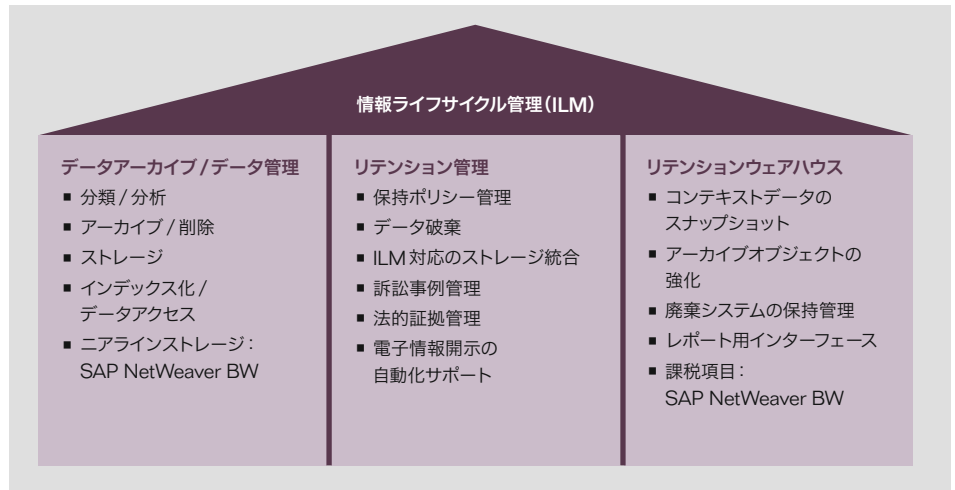 情報ライフサイクル管理（ILM）
データアーカイブ/データ管理
■ 分類/分析
■ アーカイブ/削除
■ ストレージ
■ インデックス化/
データアクセス
■ ニアラインストレージ：
SAP NetWeaver BW
リテンション管理
■ 保持ポリシー管理
■ データ破棄
■ ILM対応のストレージ統合
■ 訴訟事例管理
■ 法的証拠管理
■ 電子情報開示の
自動化サポート
リテンションウェアハウス
■ コンテキストデータの
スナップショット
■ アーカイブオブジェクトの
強化
■ 廃棄システムの保持管理
■ レポート用インターフェース
■ 課税項目：
SAP NetWeaver BW